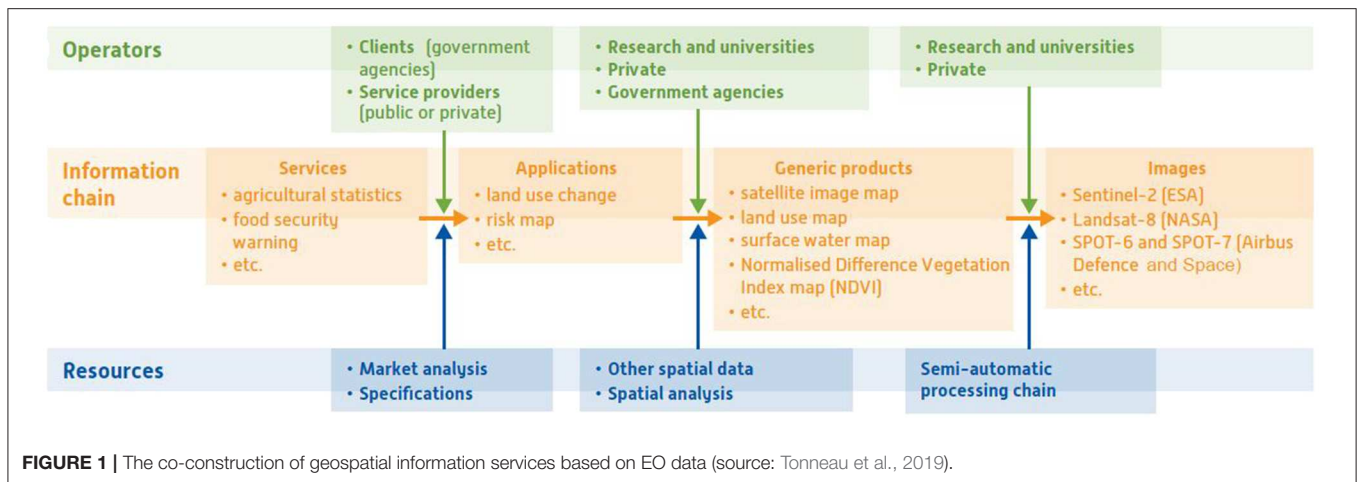 Operators
• Clients (government
agencies)
• Service providers
(public or private)
• Research and universities
• Private
• Government agencies
• Research and universities
• Private
Information
chain
Services
• agricultural statistics
• food security
warning
• etc.
Applications
• land use change
• risk map
• etc.
Generic products
• satellite image map
• land use map
• surface water map
• Normalised Difference Vegetation
Index map (NDVI)
• etc.
Images
• Sentinel-2 (ESA)
• Landsat-8 (NASA)
• SPOT-6 and SPOT-7 (Airbus
Defence and Space)
• etc.
Resources
• Market analysis
• Specifications
• Other spatial data
• Spatial analysis
Semi-automatic
processing chain
FIGURE 1 | The co-construction of geospatial information services based on EO data (source: Tonneau et al., 2019).